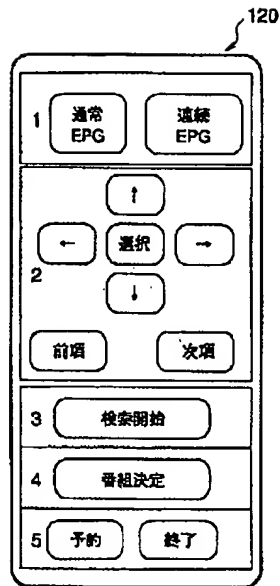 120
1
通常
EPG
連続
EPG
2
↑
← 選択 →
↓
前項 次項
3 検索開始
4 番組決定
5 予約 終了